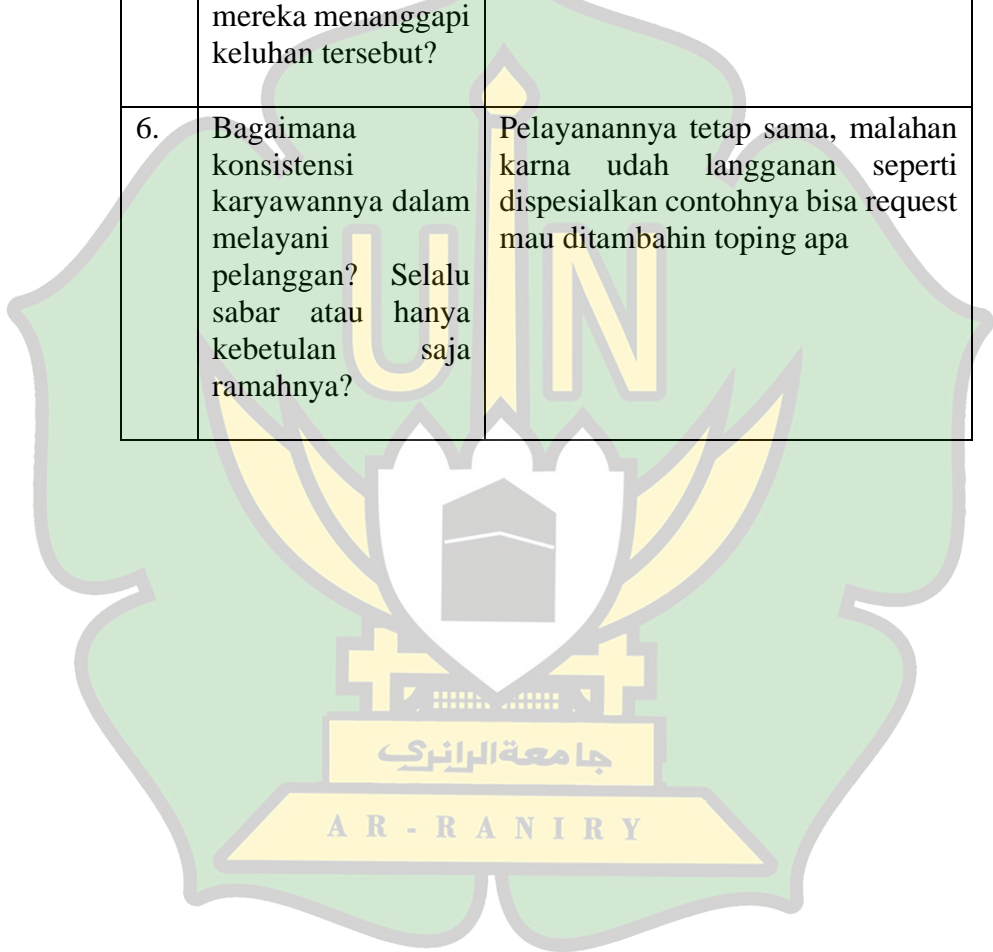 mereka menanggapi
keluhan tersebut?
6.
Bagaimana
konsistensi
karyawannya dalam
melayani
pelanggan? Selalu
sabar atau hanya
kebetulan saja
ramahnya?
Pelayanannya tetap sama, malahan
karna udah langganan seperti
dispesialkan contohnya bisa request
mau ditambahin toping apa
UIN
جامعةالرانري
AR-RANIRY